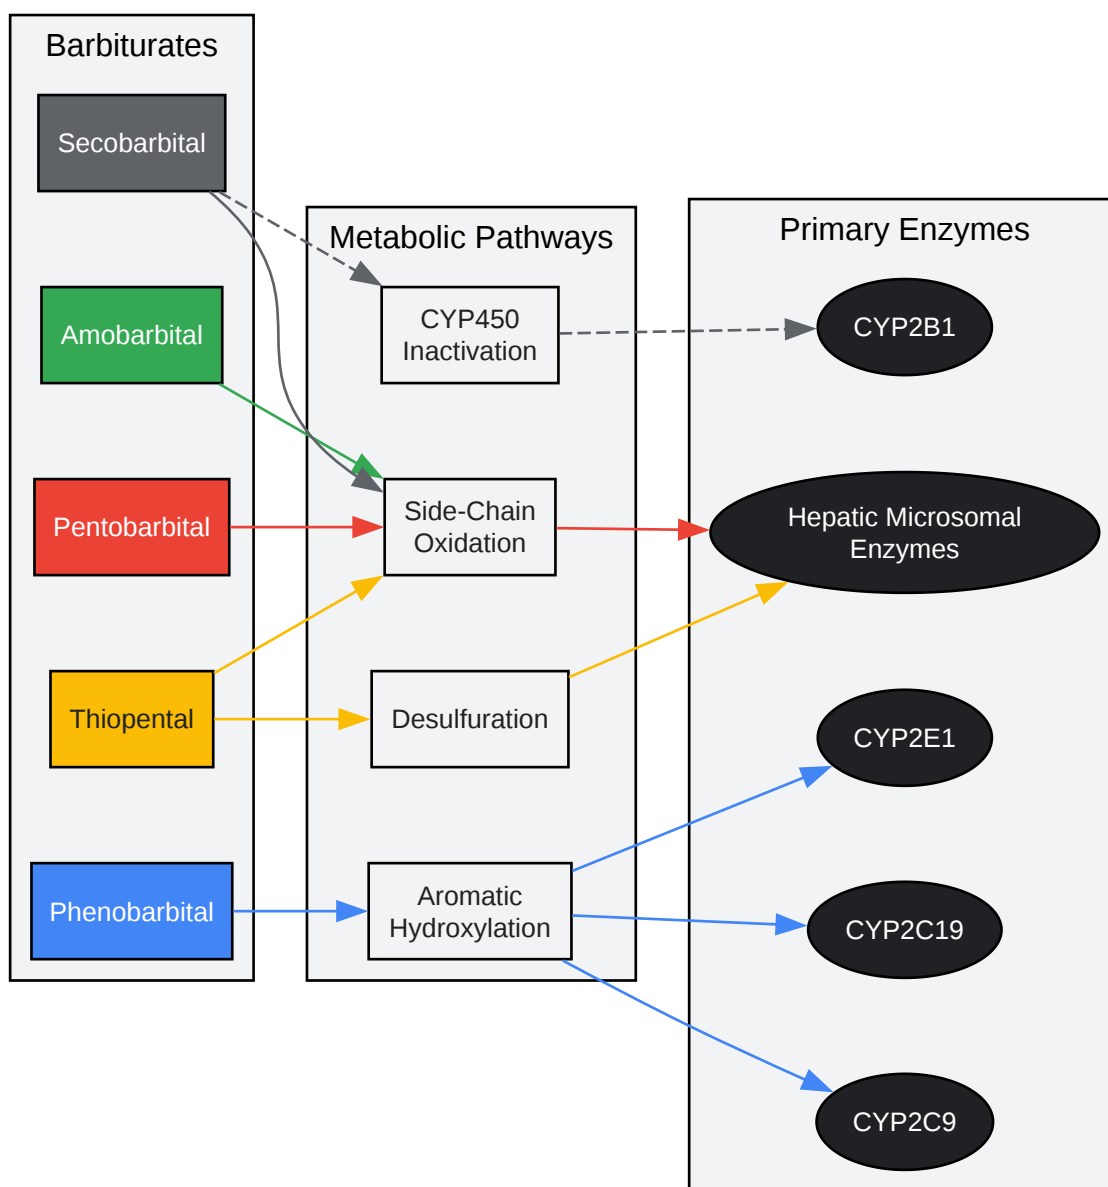 Barbiturates
Secobarbital
Amobarbital
Pentobarbital
Thiopental
Phenobarbital
Metabolic Pathways
CYP450
Inactivation
Side-Chain
Oxidation
Desulfuration
Aromatic
Hydroxylation
Primary Enzymes
CYP2B1
Hepatic Microsomal
Enzymes
CYP2E1
CYP2C19
CYP2C9